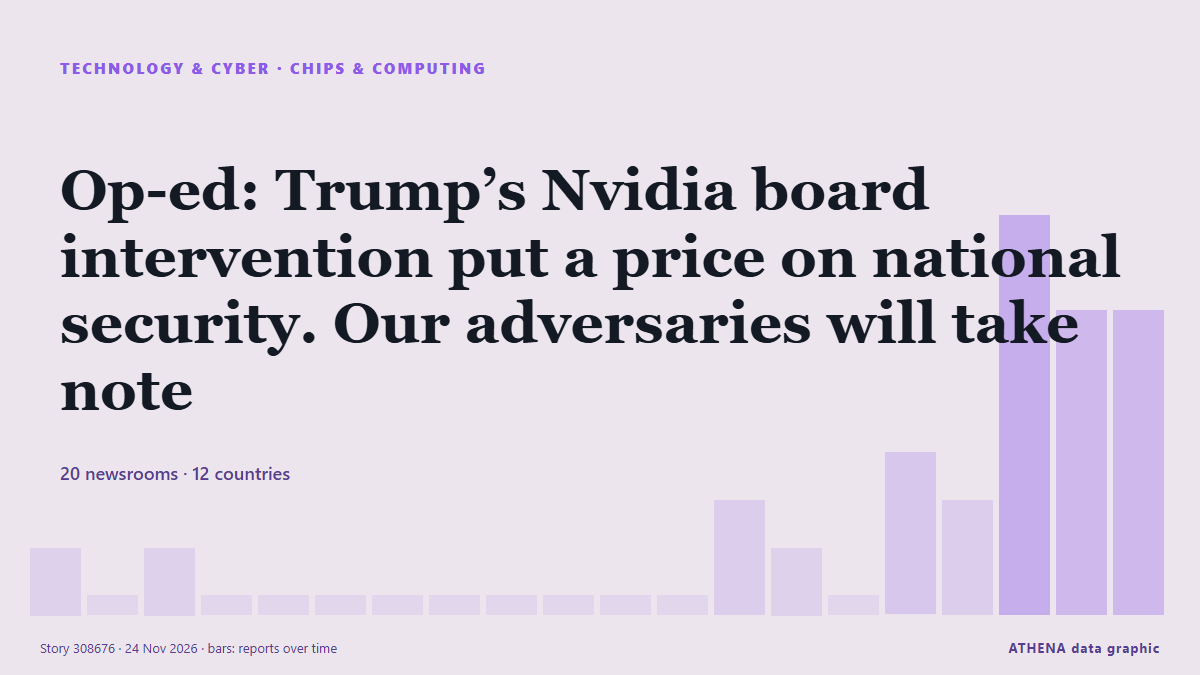 TECHNOLOGY & CYBER · CHIPS & COMPUTING
Op-ed: Trump’s Nvidia board
intervention put a price on national
security. Our adversaries will take
note
20 newsrooms · 12 countries
Story 308676 · 24 Nov 2026 · bars: reports over time
ATHENA data graphic